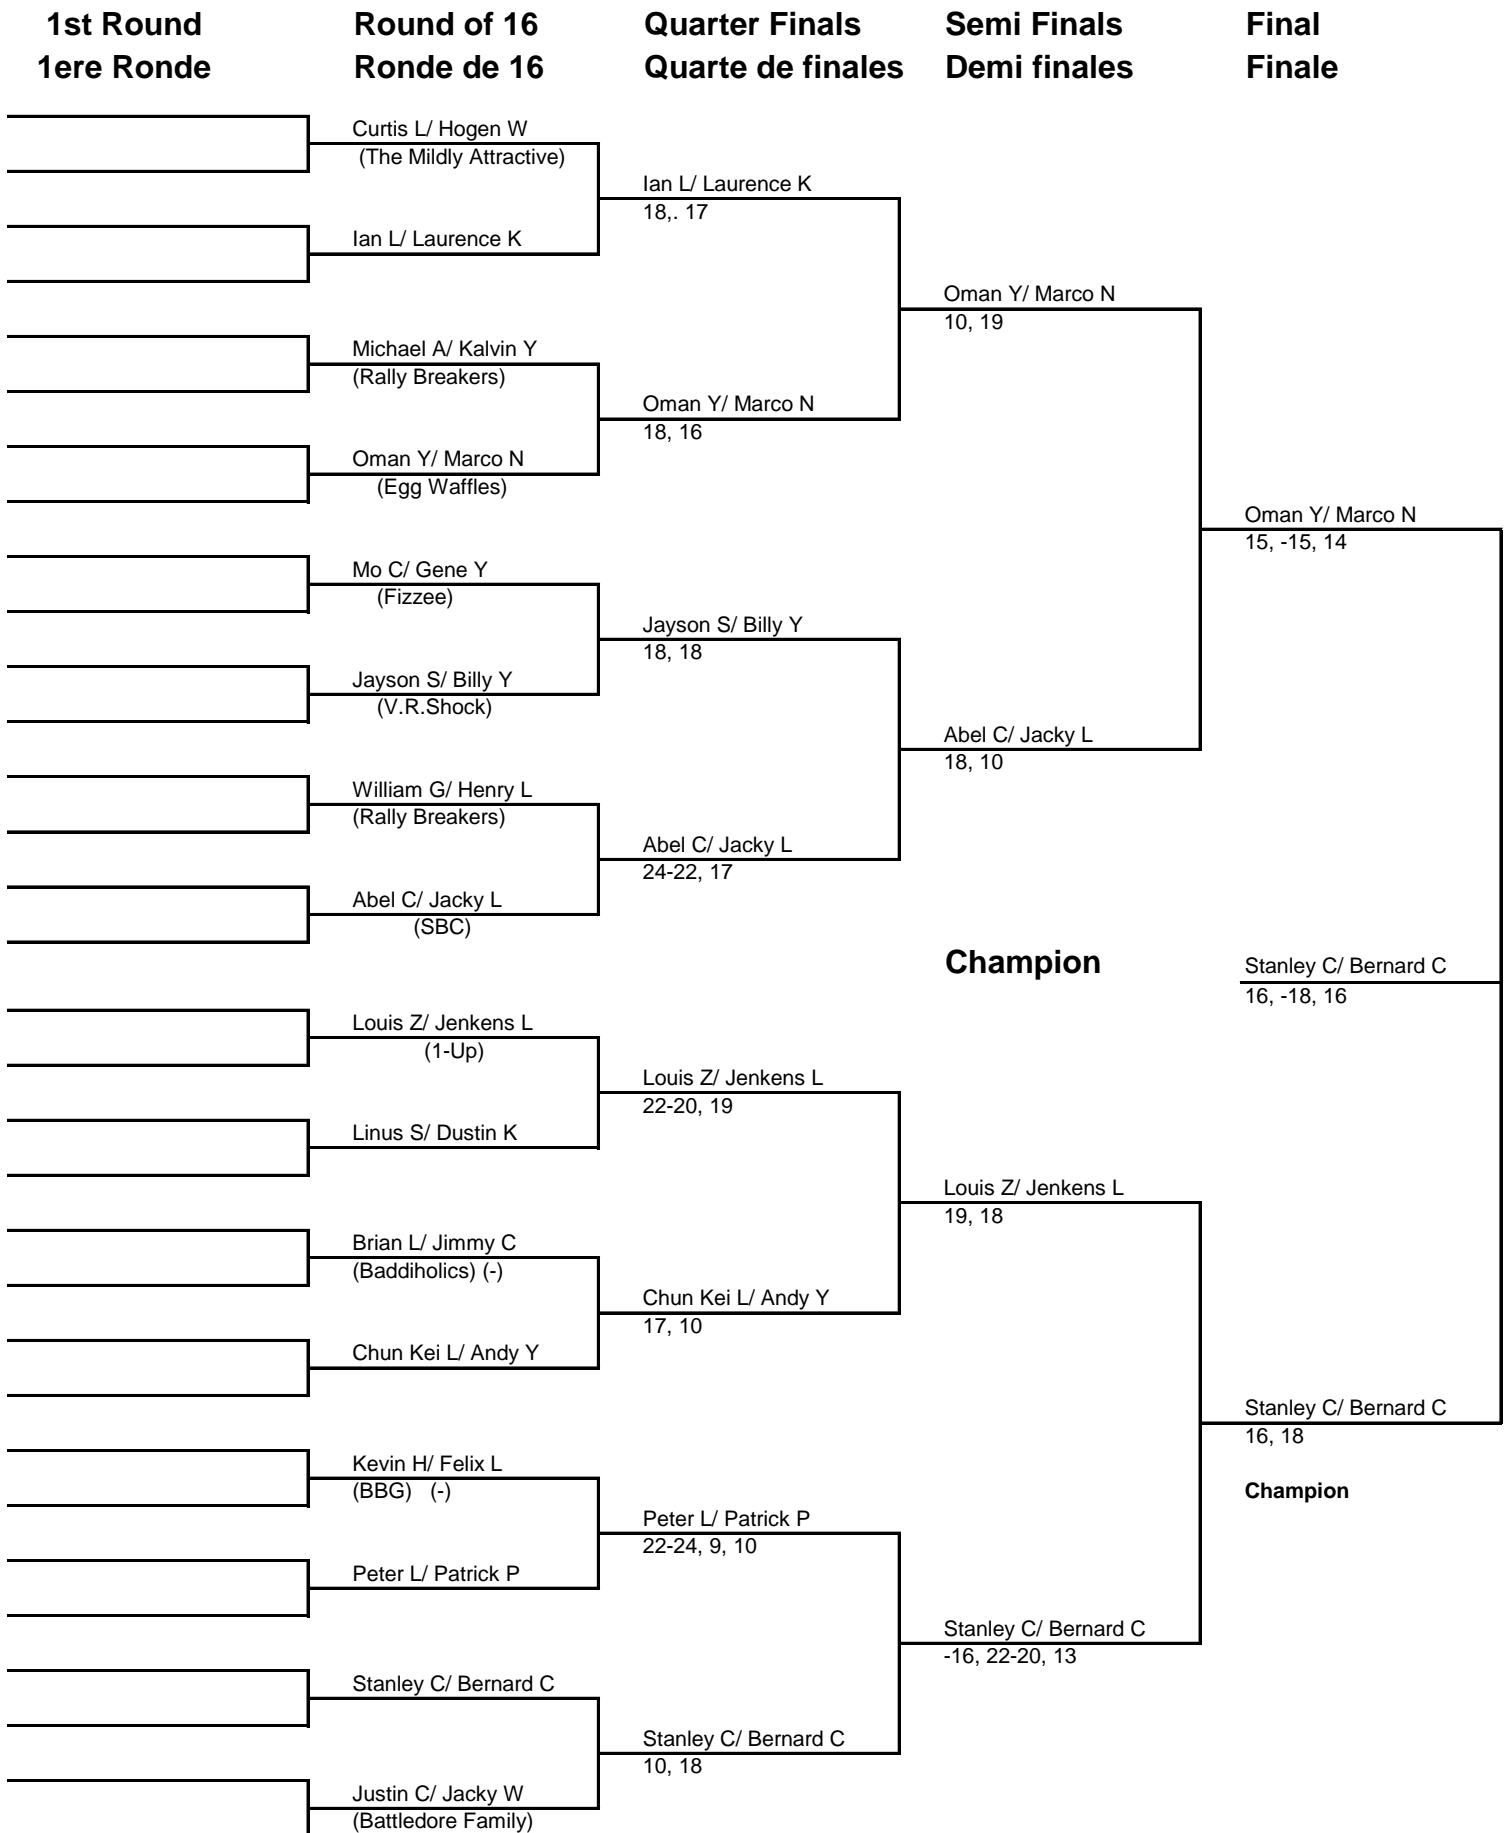 1st Round
1ere Ronde
Round of 16
Ronde de 16
Quarter Finals
Quarte de finales
Semi Finals
Demi finales
Final
Finale
Curtis L/ Hogen W
(The Mildly Attractive)
Ian L/ Laurence K
18,. 17
Ian L/ Laurence K
Oman Y/ Marco N
10, 19
Michael A/ Kalvin Y
(Rally Breakers)
Oman Y/ Marco N
18, 16
Oman Y/ Marco N
(Egg Waffles)
Oman Y/ Marco N
15, -15, 14
Mo C/ Gene Y
(Fizzee)
Jayson S/ Billy Y
18, 18
Jayson S/ Billy Y
(V.R.Shock)
Abel C/ Jacky L
18, 10
William G/ Henry L
(Rally Breakers)
Abel C/ Jacky L
24-22, 17
Abel C/ Jacky L
(SBC)
Champion
Stanley C/ Bernard C
16, -18, 16
Louis Z/ Jenkens L
(1-Up)
Louis Z/ Jenkens L
22-20, 19
Linus S/ Dustin K
Louis Z/ Jenkens L
19, 18
Brian L/ Jimmy C
(Baddiholics) (-)
Chun Kei L/ Andy Y
17, 10
Chun Kei L/ Andy Y
Stanley C/ Bernard C
16, 18
Kevin H/ Felix L
(BBG) (-)
Champion
Peter L/ Patrick P
22-24, 9, 10
Peter L/ Patrick P
Stanley C/ Bernard C
-16, 22-20, 13
Stanley C/ Bernard C
Stanley C/ Bernard C
10, 18
Justin C/ Jacky W
(Battledore Family)